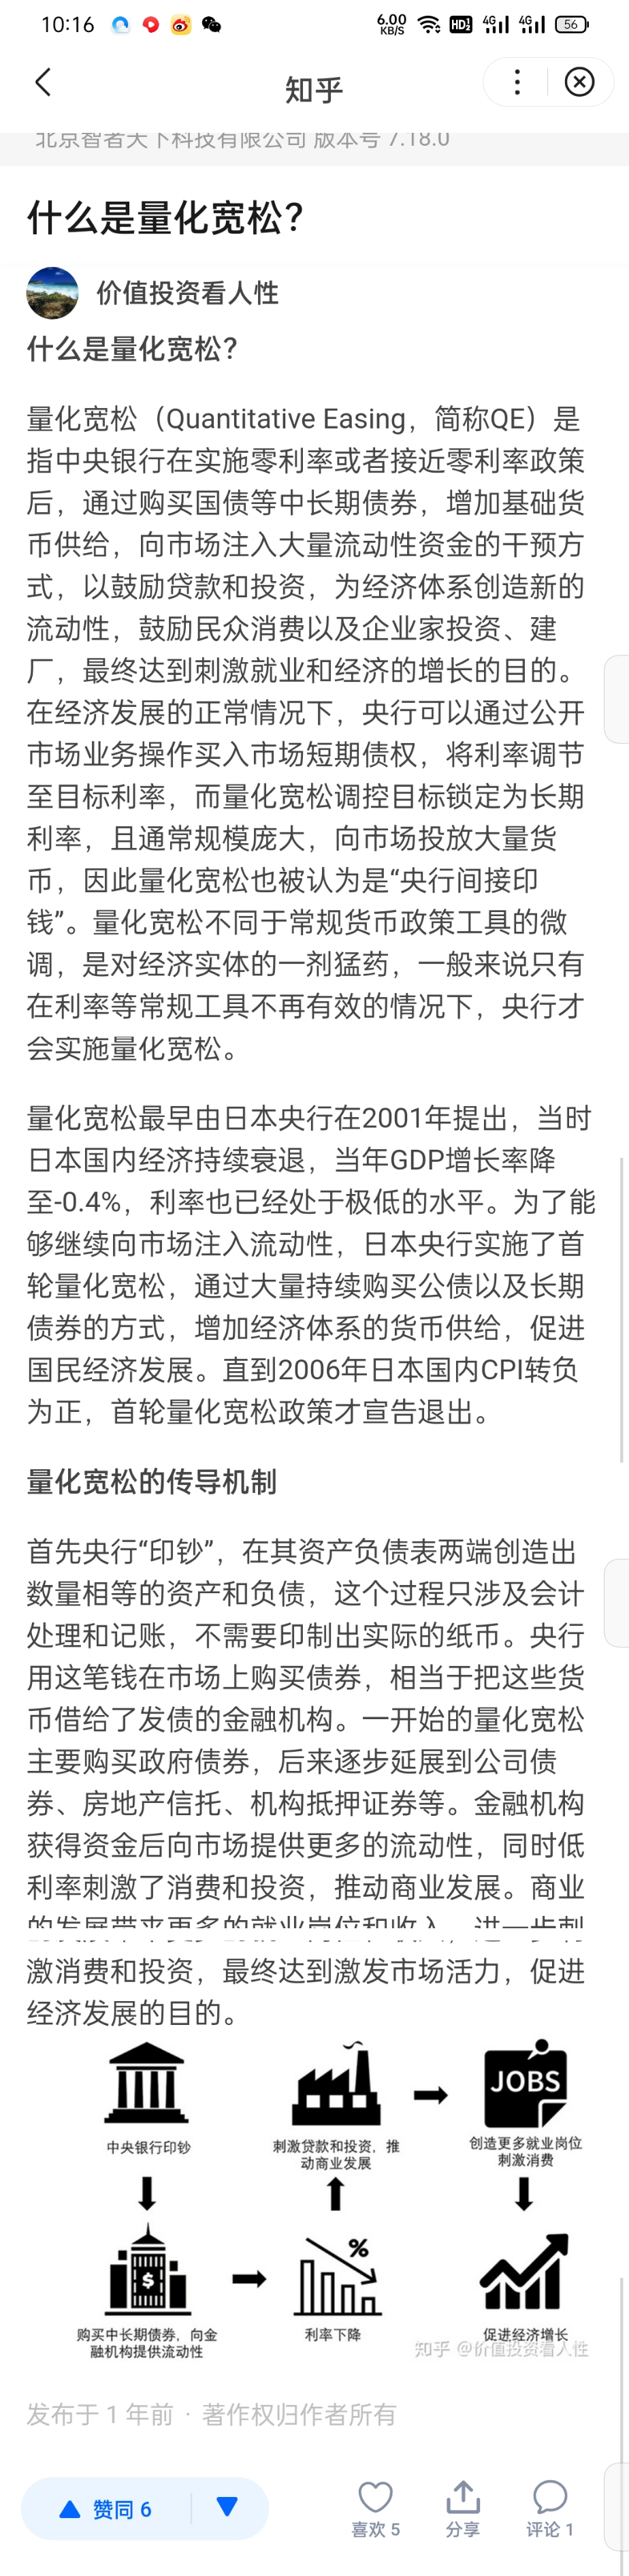 10:16
6.00
KB/S
HD2
4G
4G
56
知乎
北京智者天下科技有限公司 版本号 7.18.0
什么是量化宽松？
价值投资看人性
什么是量化宽松？
量化宽松（Quantitative Easing，简称QE）是
指中央银行在实施零利率或者接近零利率政策
后，通过购买国债等中长期债券，增加基础货
币供给，向市场注入大量流动性资金的干预方
式，以鼓励贷款和投资，为经济体系创造新的
流动性，鼓励民众消费以及企业家投资、建
厂，最终达到刺激就业和经济的增长的目的。
在经济发展的正常情况下，央行可以通过公开
市场业务操作买入市场短期债权，将利率调节
至目标利率，而量化宽松调控目标锁定为长期
利率，且通常规模庞大，向市场投放大量货
币，因此量化宽松也被认为是“央行间接印
钱”。量化宽松不同于常规货币政策工具的微
调，是对经济实体的一剂猛药，一般来说只有
在利率等常规工具不再有效的情况下，央行才
会实施量化宽松。
量化宽松最早由日本央行在2001年提出，当时
日本国内经济持续衰退，当年GDP增长率降
至-0.4%，利率也已经处于极低的水平。为了能
够继续向市场注入流动性，日本央行实施了首
轮量化宽松，通过大量持续购买公债以及长期
债券的方式，增加经济体系的货币供给，促进
国民经济发展。直到2006年日本国内CPI转负
为正，首轮量化宽松政策才宣告退出。
量化宽松的传导机制
首先央行“印钞”，在其资产负债表两端创造出
数量相等的资产和负债，这个过程只涉及会计
处理和记账，不需要印制出实际的纸币。央行
用这笔钱在市场上购买债券，相当于把这些货
币借给了发债的金融机构。一开始的量化宽松
主要购买政府债券，后来逐步延展到公司债
券、房地产信托、机构抵押证券等。金融机构
获得资金后向市场提供更多的流动性，同时低
利率刺激了消费和投资，推动商业发展。商业
的发展带来更多的就业岗位和收入，进一步刺
激消费和投资，最终达到激发市场活力，促进
经济发展的目的。
JOBS
中央银行印钞
刺激贷款和投资，推
动商业发展
创造更多就业岗位
刺激消费
%
$
购买中长期债券，向金
融机构提供流动性
利率下降
促进经济增长
知乎 @价值投资看人性
发布于 1 年前 · 著作权归作者所有
赞同 6
喜欢 5
分享
评论 1